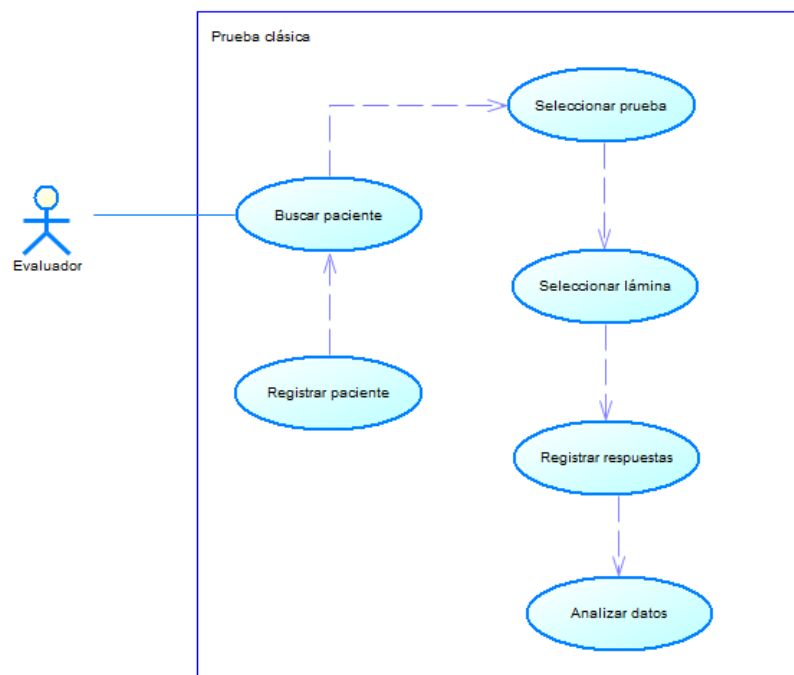 Prueba clásica
Seleccionar prueba
Buscar paciente
Evaluador
Seleccionar lámina
Registrar paciente
Registrar respuestas
Analizar datos